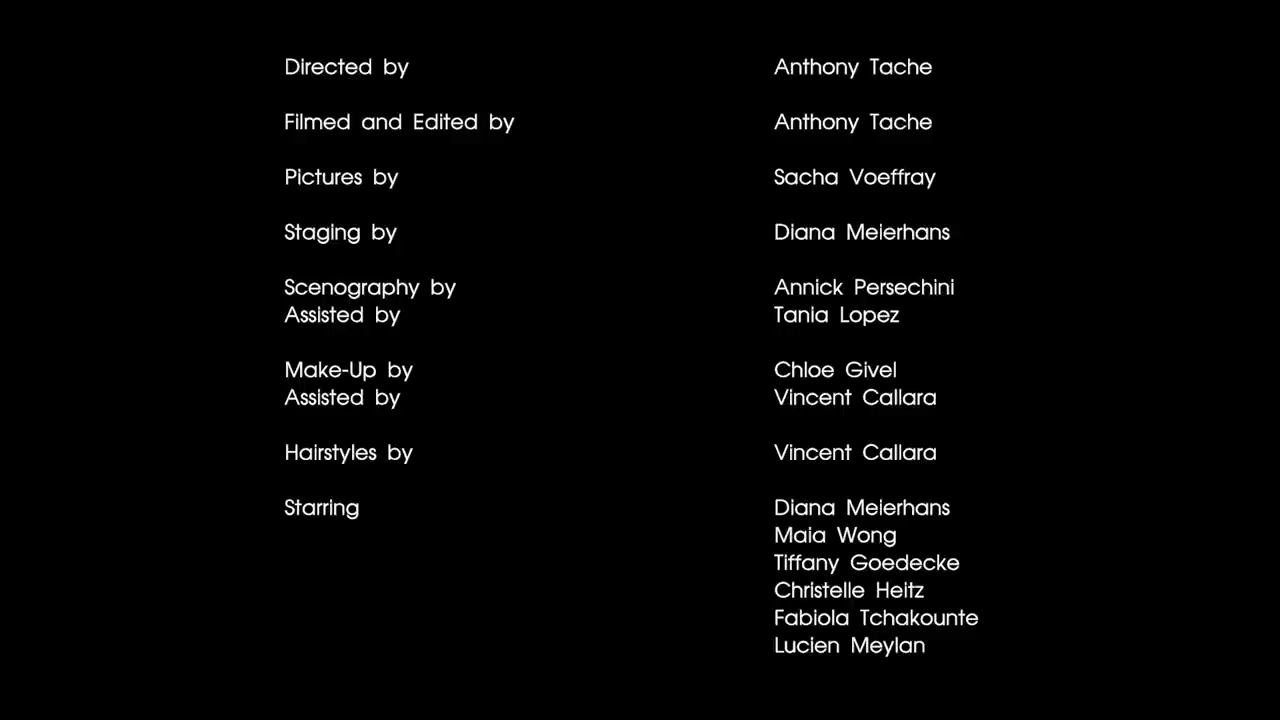 Directed by Anthony Tache
Filmed and Edited by Anthony Tache
Pictures by Sacha Voeffray
Staging by Diana Meierhans
Scenography by Annick Persechini
Assisted by Tania Lopez
Make-Up by Chloe Givel
Assisted by Vincent Callara
Hairstyles by Vincent Callara
Starring Diana Meierhans
Maia Wong
Tiffany Goedecke
Christelle Heitz
Fabiola Tchakounte
Lucien Meylan